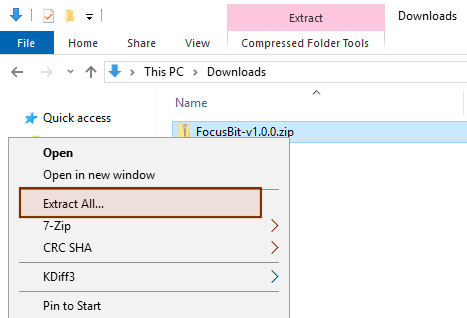 Extract
Downloads
File
Home
Share
View
Compressed Folder Tools
This PC
Downloads
Name
Quick access
FocusBit-v1.0.0.zip
Open
Open in new window
Extract All...
7-Zip
CRC SHA
KDiff3
Pin to Start